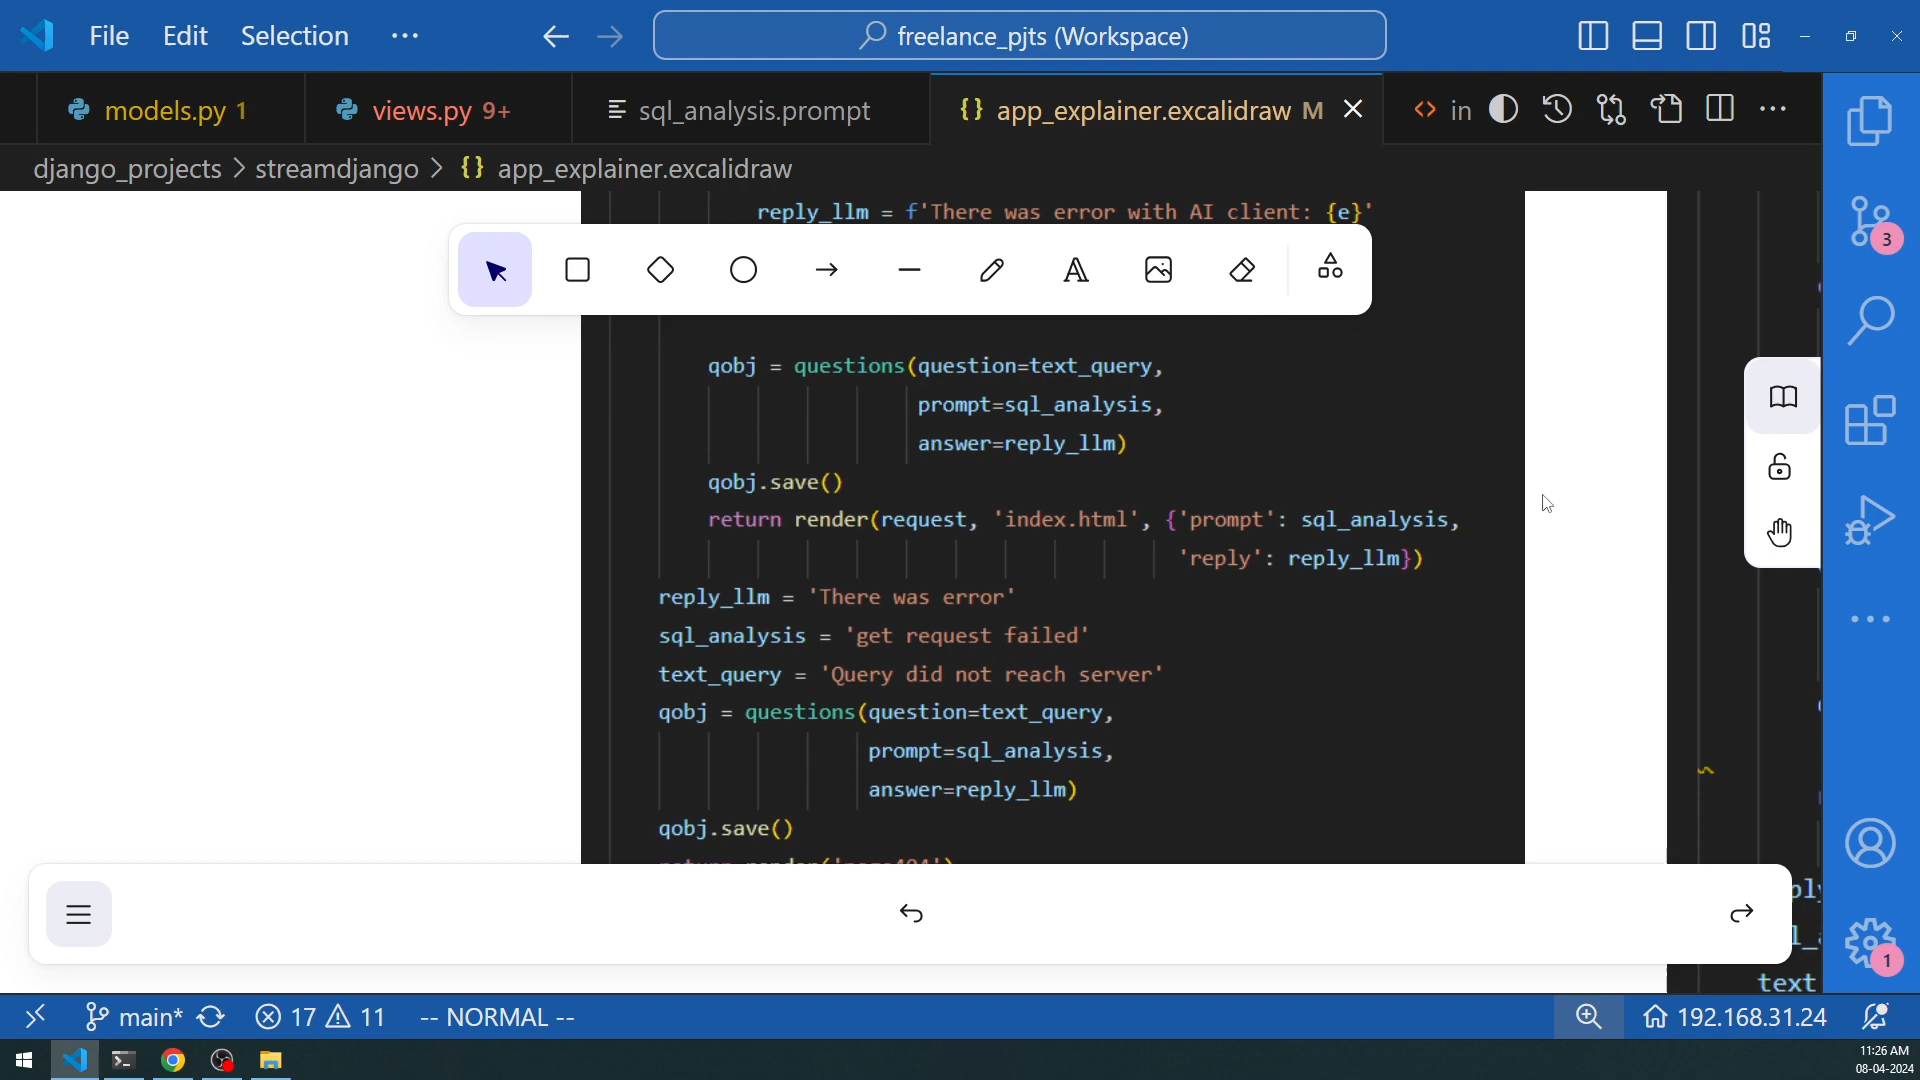 File Edit Selection ··· freelance_pjts (Workspace)
models.py 1 views.py 9+ sql_analysis.prompt {} app_explainer.excalidraw M <> in
django_projects > streamdjango > {} app_explainer.excalidraw
reply_llm = f'There was error with AI client: {e}'
qobj = questions(question=text_query,
prompt=sql_analysis,
answer=reply_llm)
qobj.save()
return render(request, 'index.html', {'prompt': sql_analysis,
'reply': reply_llm})
reply_llm = 'There was error'
sql_analysis = 'get request failed'
text_query = 'Query did not reach server'
qobj = questions(question=text_query,
prompt=sql_analysis,
answer=reply_llm)
qobj.save()
text
3
1
main* 17 11 -- NORMAL -- 192.168.31.24
11:26 AM
08-04-2024